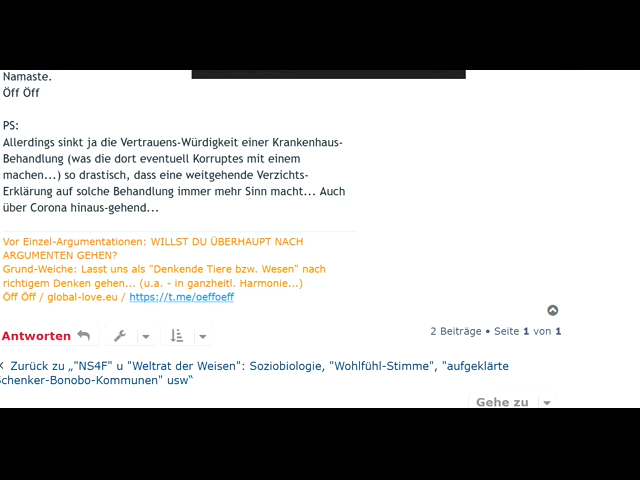 Namaste.
Öff Öff
PS:
Allerdings sinkt ja die Vertrauens-Würdigkeit einer Krankenhaus-
Behandlung (was die dort eventuell Korruptes mit einem
machen...) so drastisch, dass eine weitgehende Verzichts-
Erklärung auf solche Behandlung immer mehr Sinn macht... Auch
über Corona hinaus-gehend...
Vor Einzel-Argumentationen: WILLST DU ÜBERHAUPT NACH
ARGUMENTEN GEHEN?
Grund-Weiche: Lasst uns als "Denkende Tiere bzw. Wesen" nach
richtigem Denken gehen... (u.a. - in ganzheitl. Harmonie...)
Öff Öff / global-love.eu / https://t.me/oeffoeff
Antworten
2 Beiträge • Seite 1 von 1
Zurück zu „"NS4F" u "Weltrat der Weisen": Soziobiologie, "Wohlfühl-Stimme", "aufgeklärte
Schenker-Bonobo-Kommunen" usw“
Gehe zu